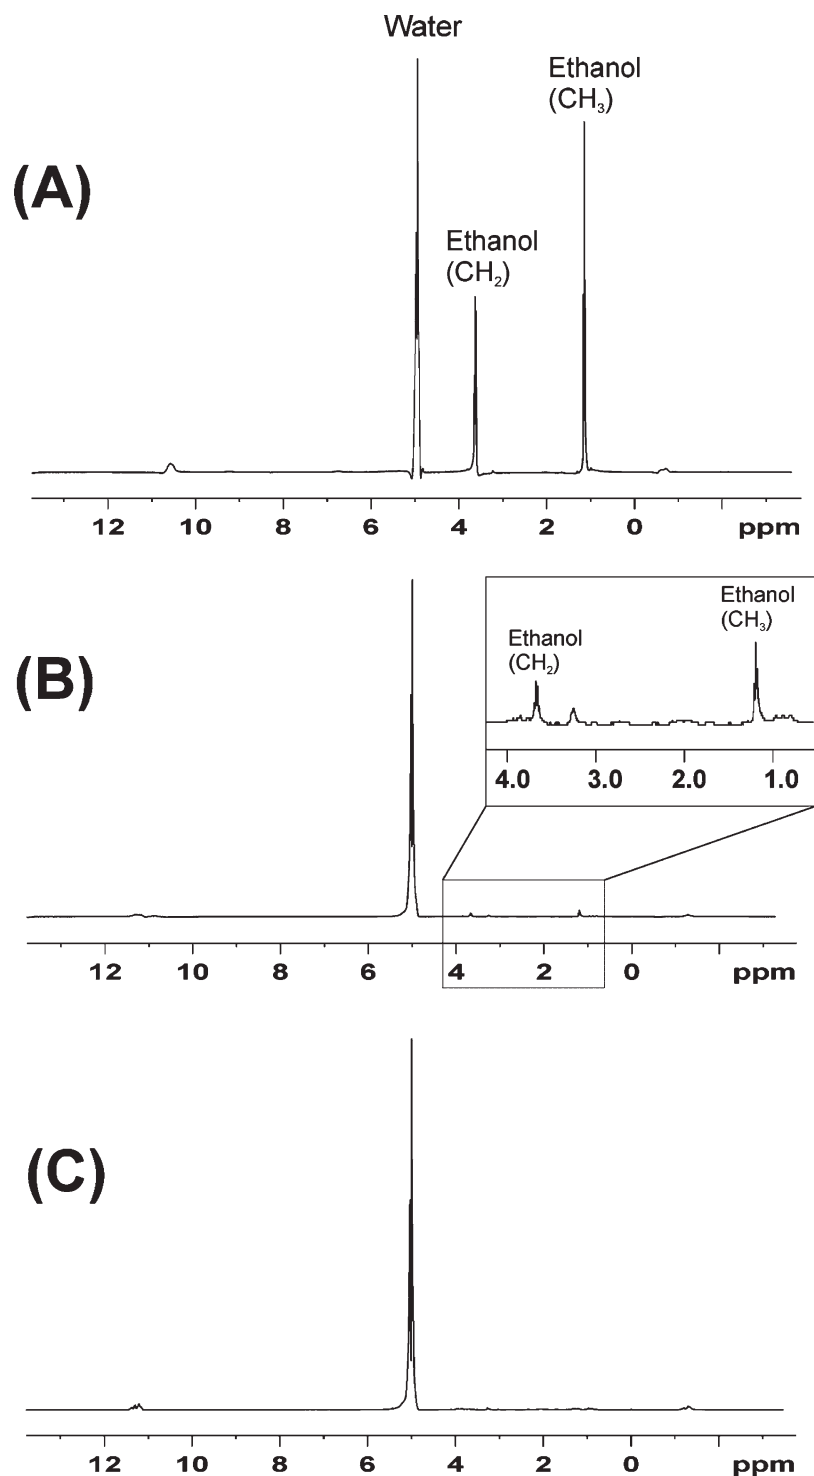 Water
Ethanol
(CH₃)
(A)
Ethanol
(CH₂)
12 10 8 6 4 2 0 ppm
Ethanol
(CH₃)
Ethanol
(CH₂)
(B)
4.0 3.0 2.0 1.0
12 10 8 6 4 2 0 ppm
(C)
12 10 8 6 4 2 0 ppm